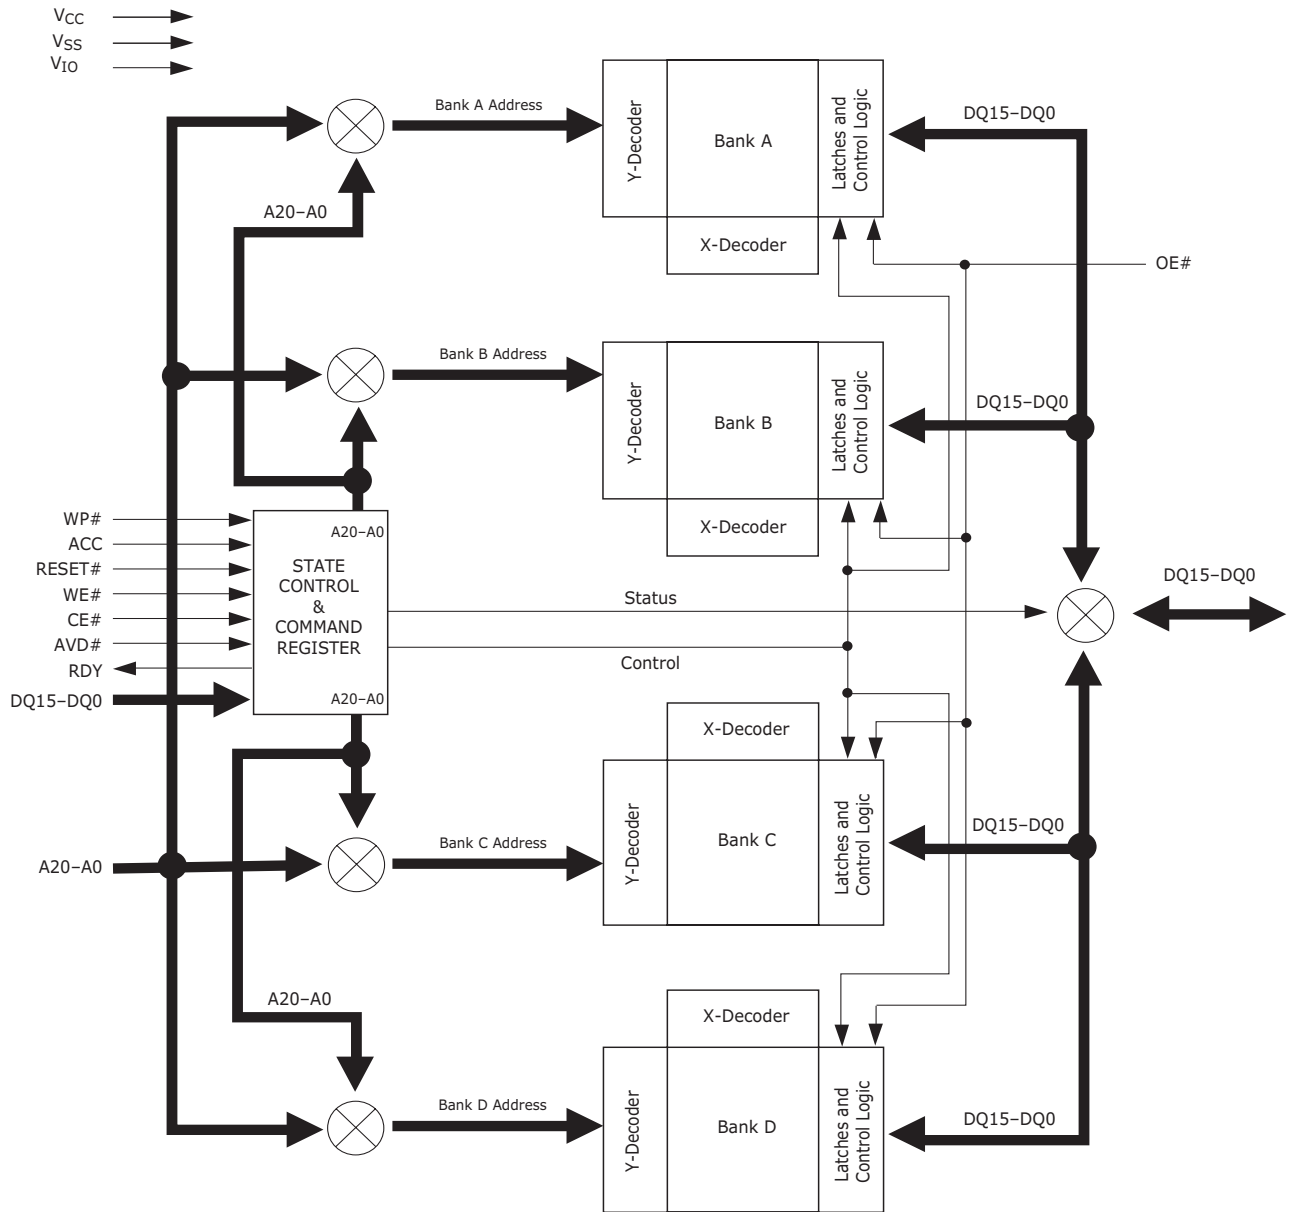 VCC
VSS
VIO
Bank A Address
Y-Decoder
Bank A
Latches and
Control Logic
X-Decoder
DQ15–DQ0
A20–A0
OE#
Bank B Address
Y-Decoder
Bank B
Latches and
Control Logic
X-Decoder
DQ15–DQ0
WP#
ACC
RESET#
WE#
CE#
AVD#
RDY
DQ15–DQ0
A20–A0
STATE
CONTROL
&
COMMAND
REGISTER
A20–A0
Status
Control
DQ15–DQ0
X-Decoder
Bank C Address
Y-Decoder
Bank C
Latches and
Control Logic
DQ15–DQ0
A20–A0
A20–A0
X-Decoder
Bank D Address
Y-Decoder
Bank D
Latches and
Control Logic
DQ15–DQ0